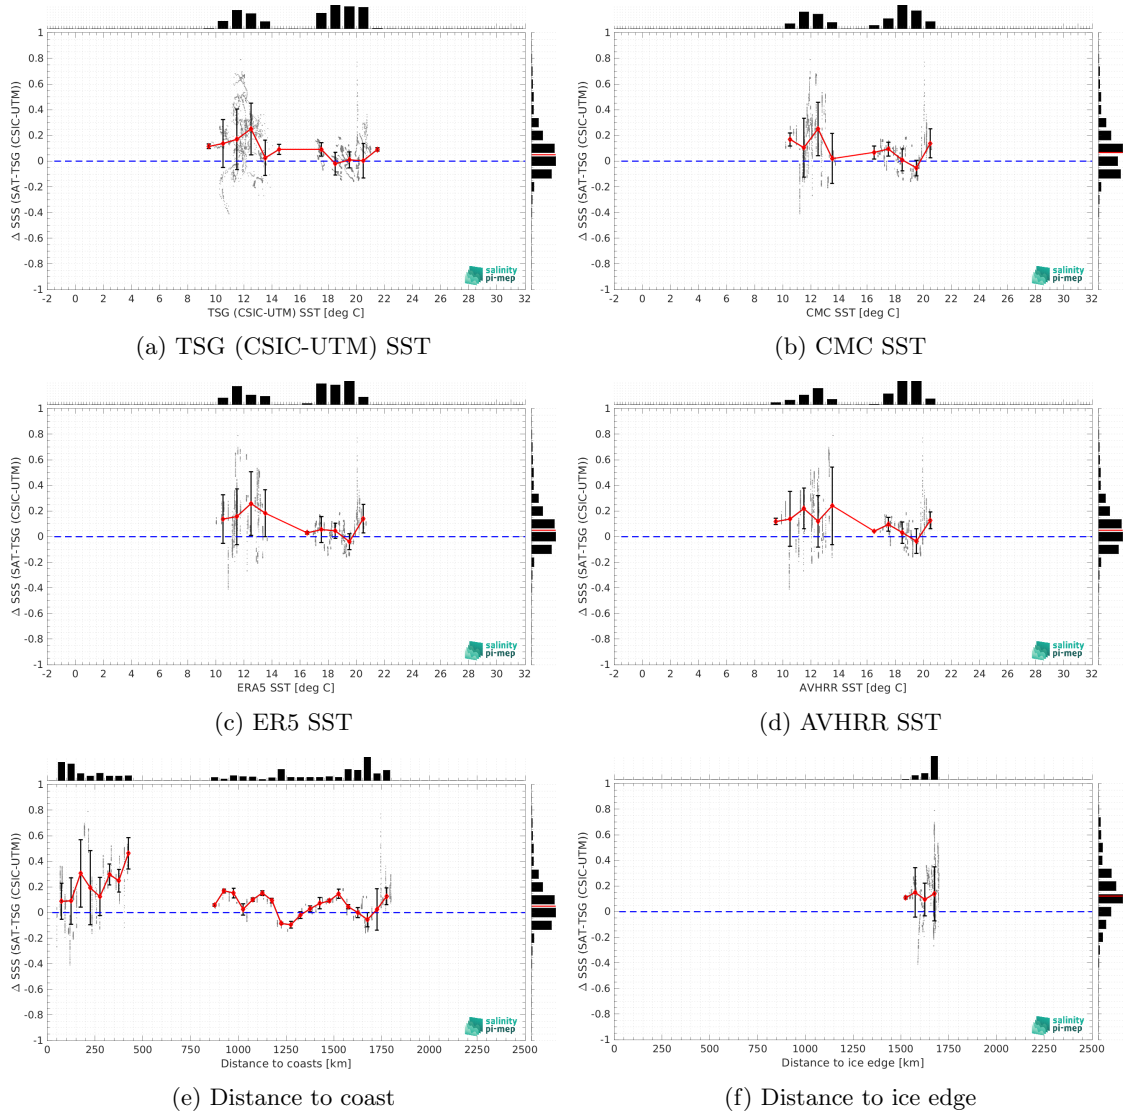 1
0.8
0.6
0.4
0.2
0
-0.2
-0.4
-0.6
-0.8
-1
Δ SSS (SAT-TSG (CSIC-UTM))
salinity
pi-mep
-2 0 2 4 6 8 10 12 14 16 18 20 22 24 26 28 30 32
TSG (CSIC-UTM) SST [deg C]
(a) TSG (CSIC-UTM) SST
1
0.8
0.6
0.4
0.2
0
-0.2
-0.4
-0.6
-0.8
-1
Δ SSS (SAT-TSG (CSIC-UTM))
salinity
pi-mep
-2 0 2 4 6 8 10 12 14 16 18 20 22 24 26 28 30 32
CMC SST [deg C]
(b) CMC SST
1
0.8
0.6
0.4
0.2
0
-0.2
-0.4
-0.6
-0.8
-1
Δ SSS (SAT-TSG (CSIC-UTM))
salinity
pi-mep
-2 0 2 4 6 8 10 12 14 16 18 20 22 24 26 28 30 32
ERA5 SST [deg C]
(c) ER5 SST
1
0.8
0.6
0.4
0.2
0
-0.2
-0.4
-0.6
-0.8
-1
Δ SSS (SAT-TSG (CSIC-UTM))
salinity
pi-mep
-2 0 2 4 6 8 10 12 14 16 18 20 22 24 26 28 30 32
AVHRR SST [deg C]
(d) AVHRR SST
1
0.8
0.6
0.4
0.2
0
-0.2
-0.4
-0.6
-0.8
-1
Δ SSS (SAT-TSG (CSIC-UTM))
salinity
pi-mep
0 250 500 750 1000 1250 1500 1750 2000 2250 2500
Distance to coasts [km]
(e) Distance to coast
1
0.8
0.6
0.4
0.2
0
-0.2
-0.4
-0.6
-0.8
-1
Δ SSS (SAT-TSG (CSIC-UTM))
salinity
pi-mep
0 250 500 750 1000 1250 1500 1750 2000 2250 2500
Distance to ice edge [km]
(f) Distance to ice edge